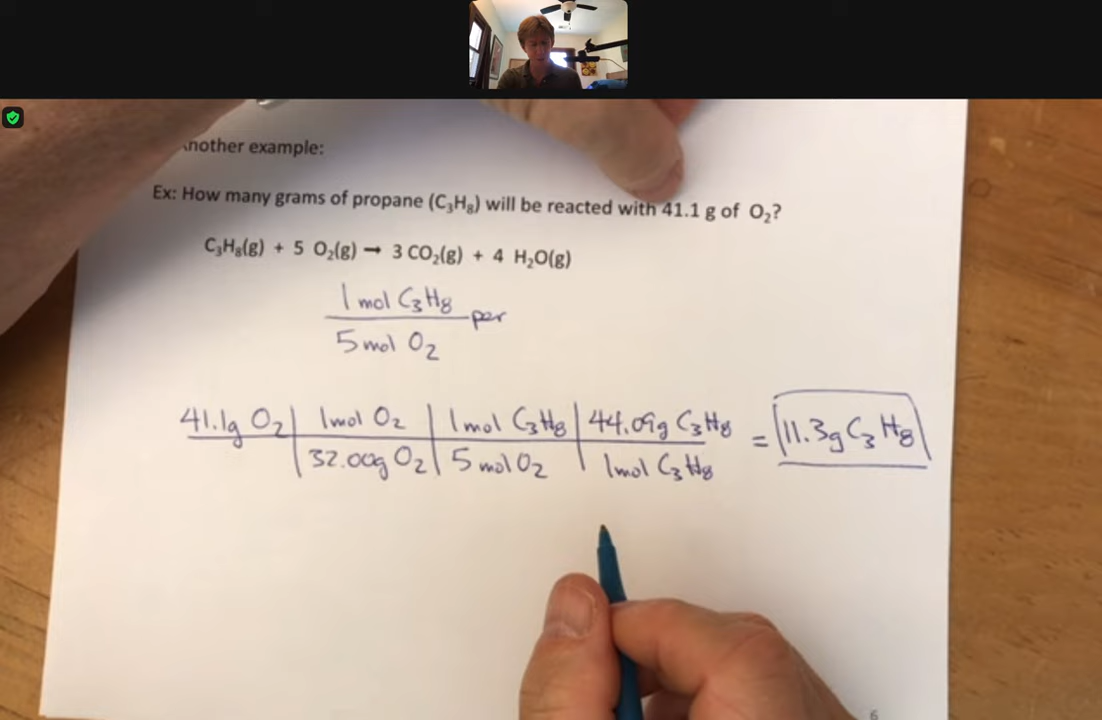 nother example:
Ex: How many grams of propane (C₃H₈) will be reacted with 41.1 g of O₂?
C₃H₈(g) + 5 O₂(g) → 3 CO₂(g) + 4 H₂O(g)
1 mol C₃H₈
per
5 mol O₂
41.1g O₂ | 1mol O₂ | 1mol C₃H₈ | 44.09g C₃H₈ = 11.3g C₃H₈
32.00g O₂ | 5 mol O₂ | 1mol C₃H₈
6